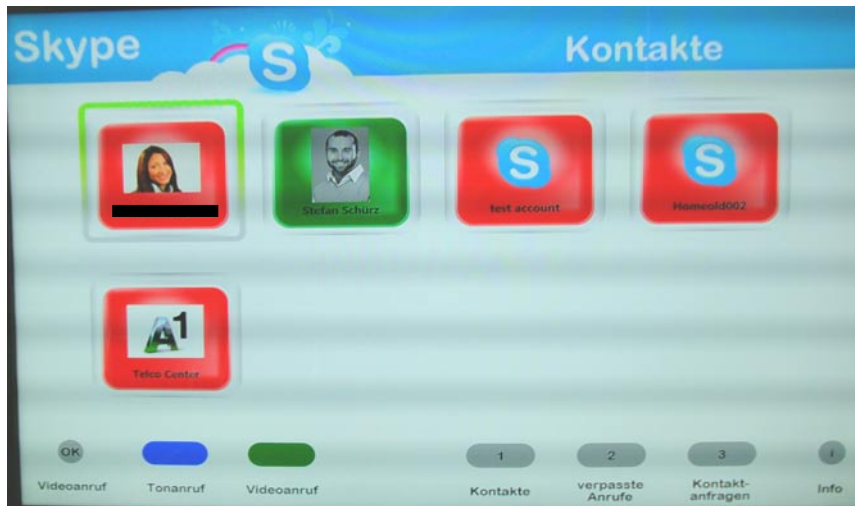 Skype
S
Kontakte
Stefan Schürz
S
test account
S
Homeold002
A1
Telco Center
OK
1
2
3
i
Videoanruf
Tonanruf
Videoanruf
Kontakte
verpasste
Anrufe
Kontakt-
anfragen
Info